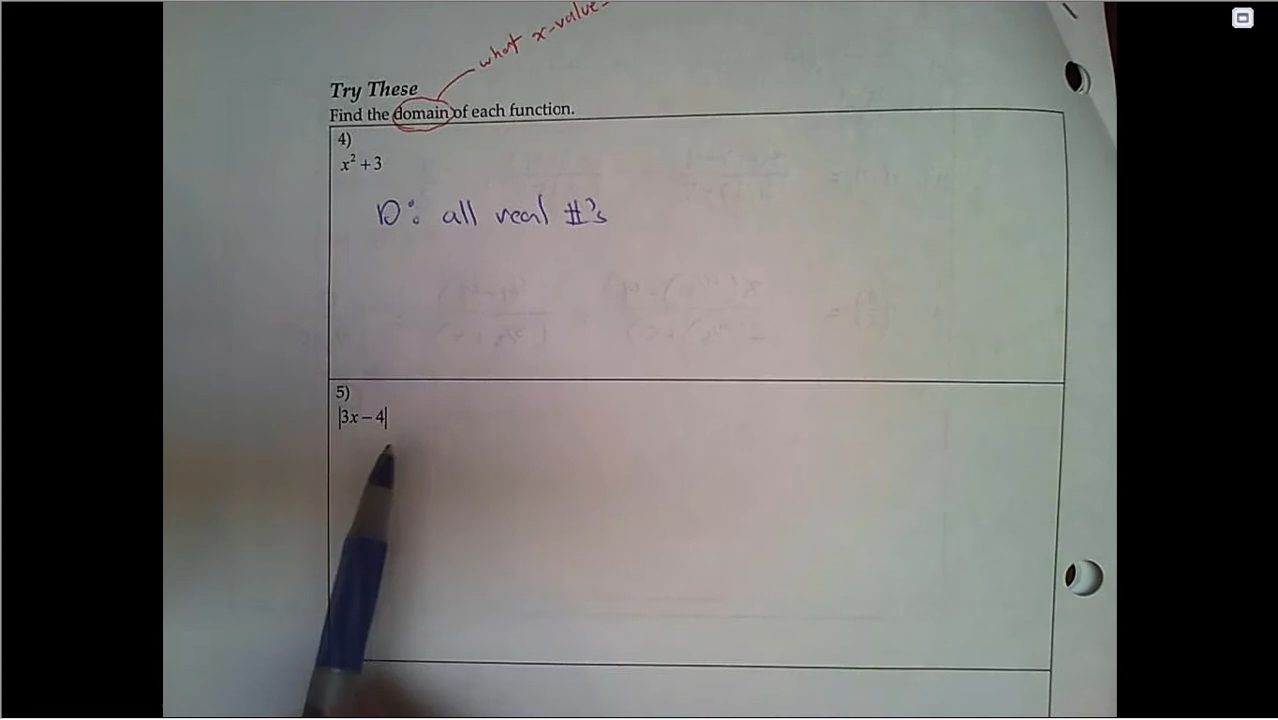 what x-value
Try These
Find the domain of each function.
4)
x² + 3
D: all real #'s
5)
|3x – 4|